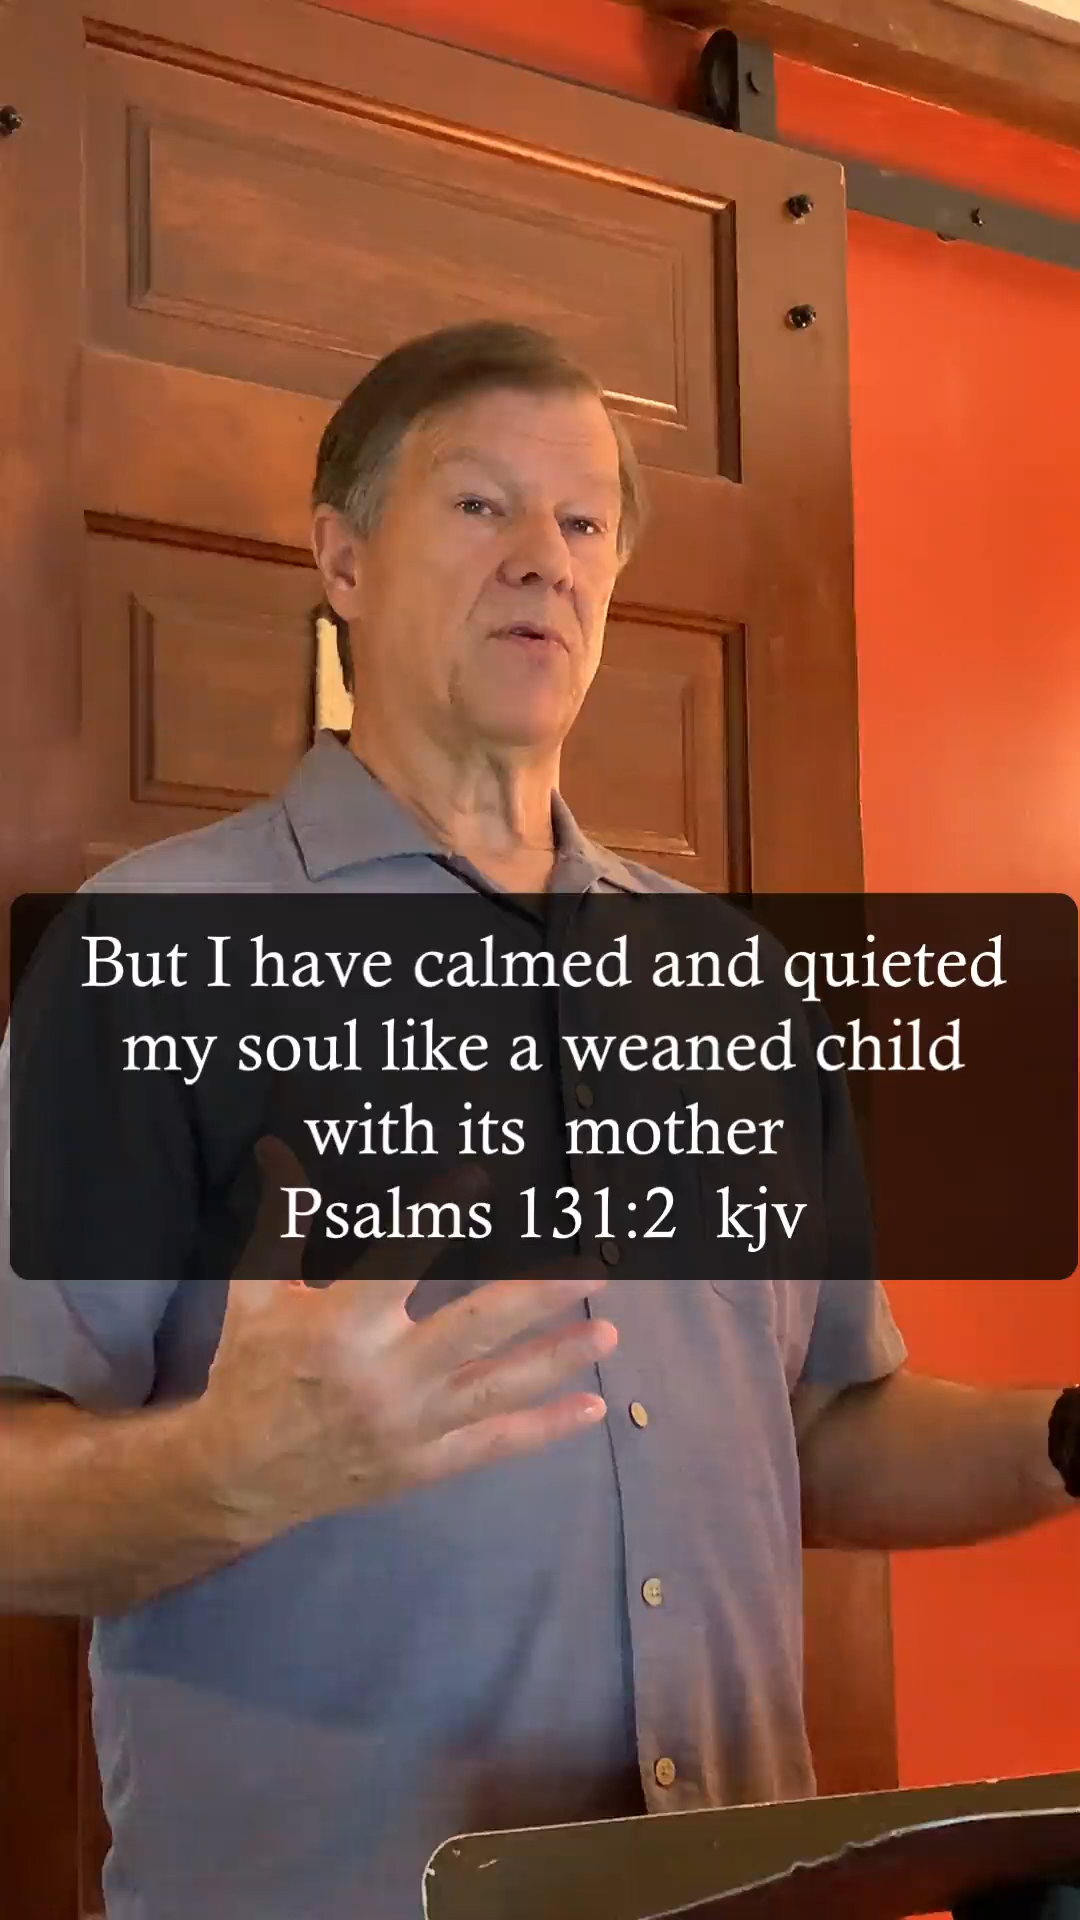 But I have calmed and quieted
my soul like a weaned child
with its  mother
Psalms 131:2  kjv